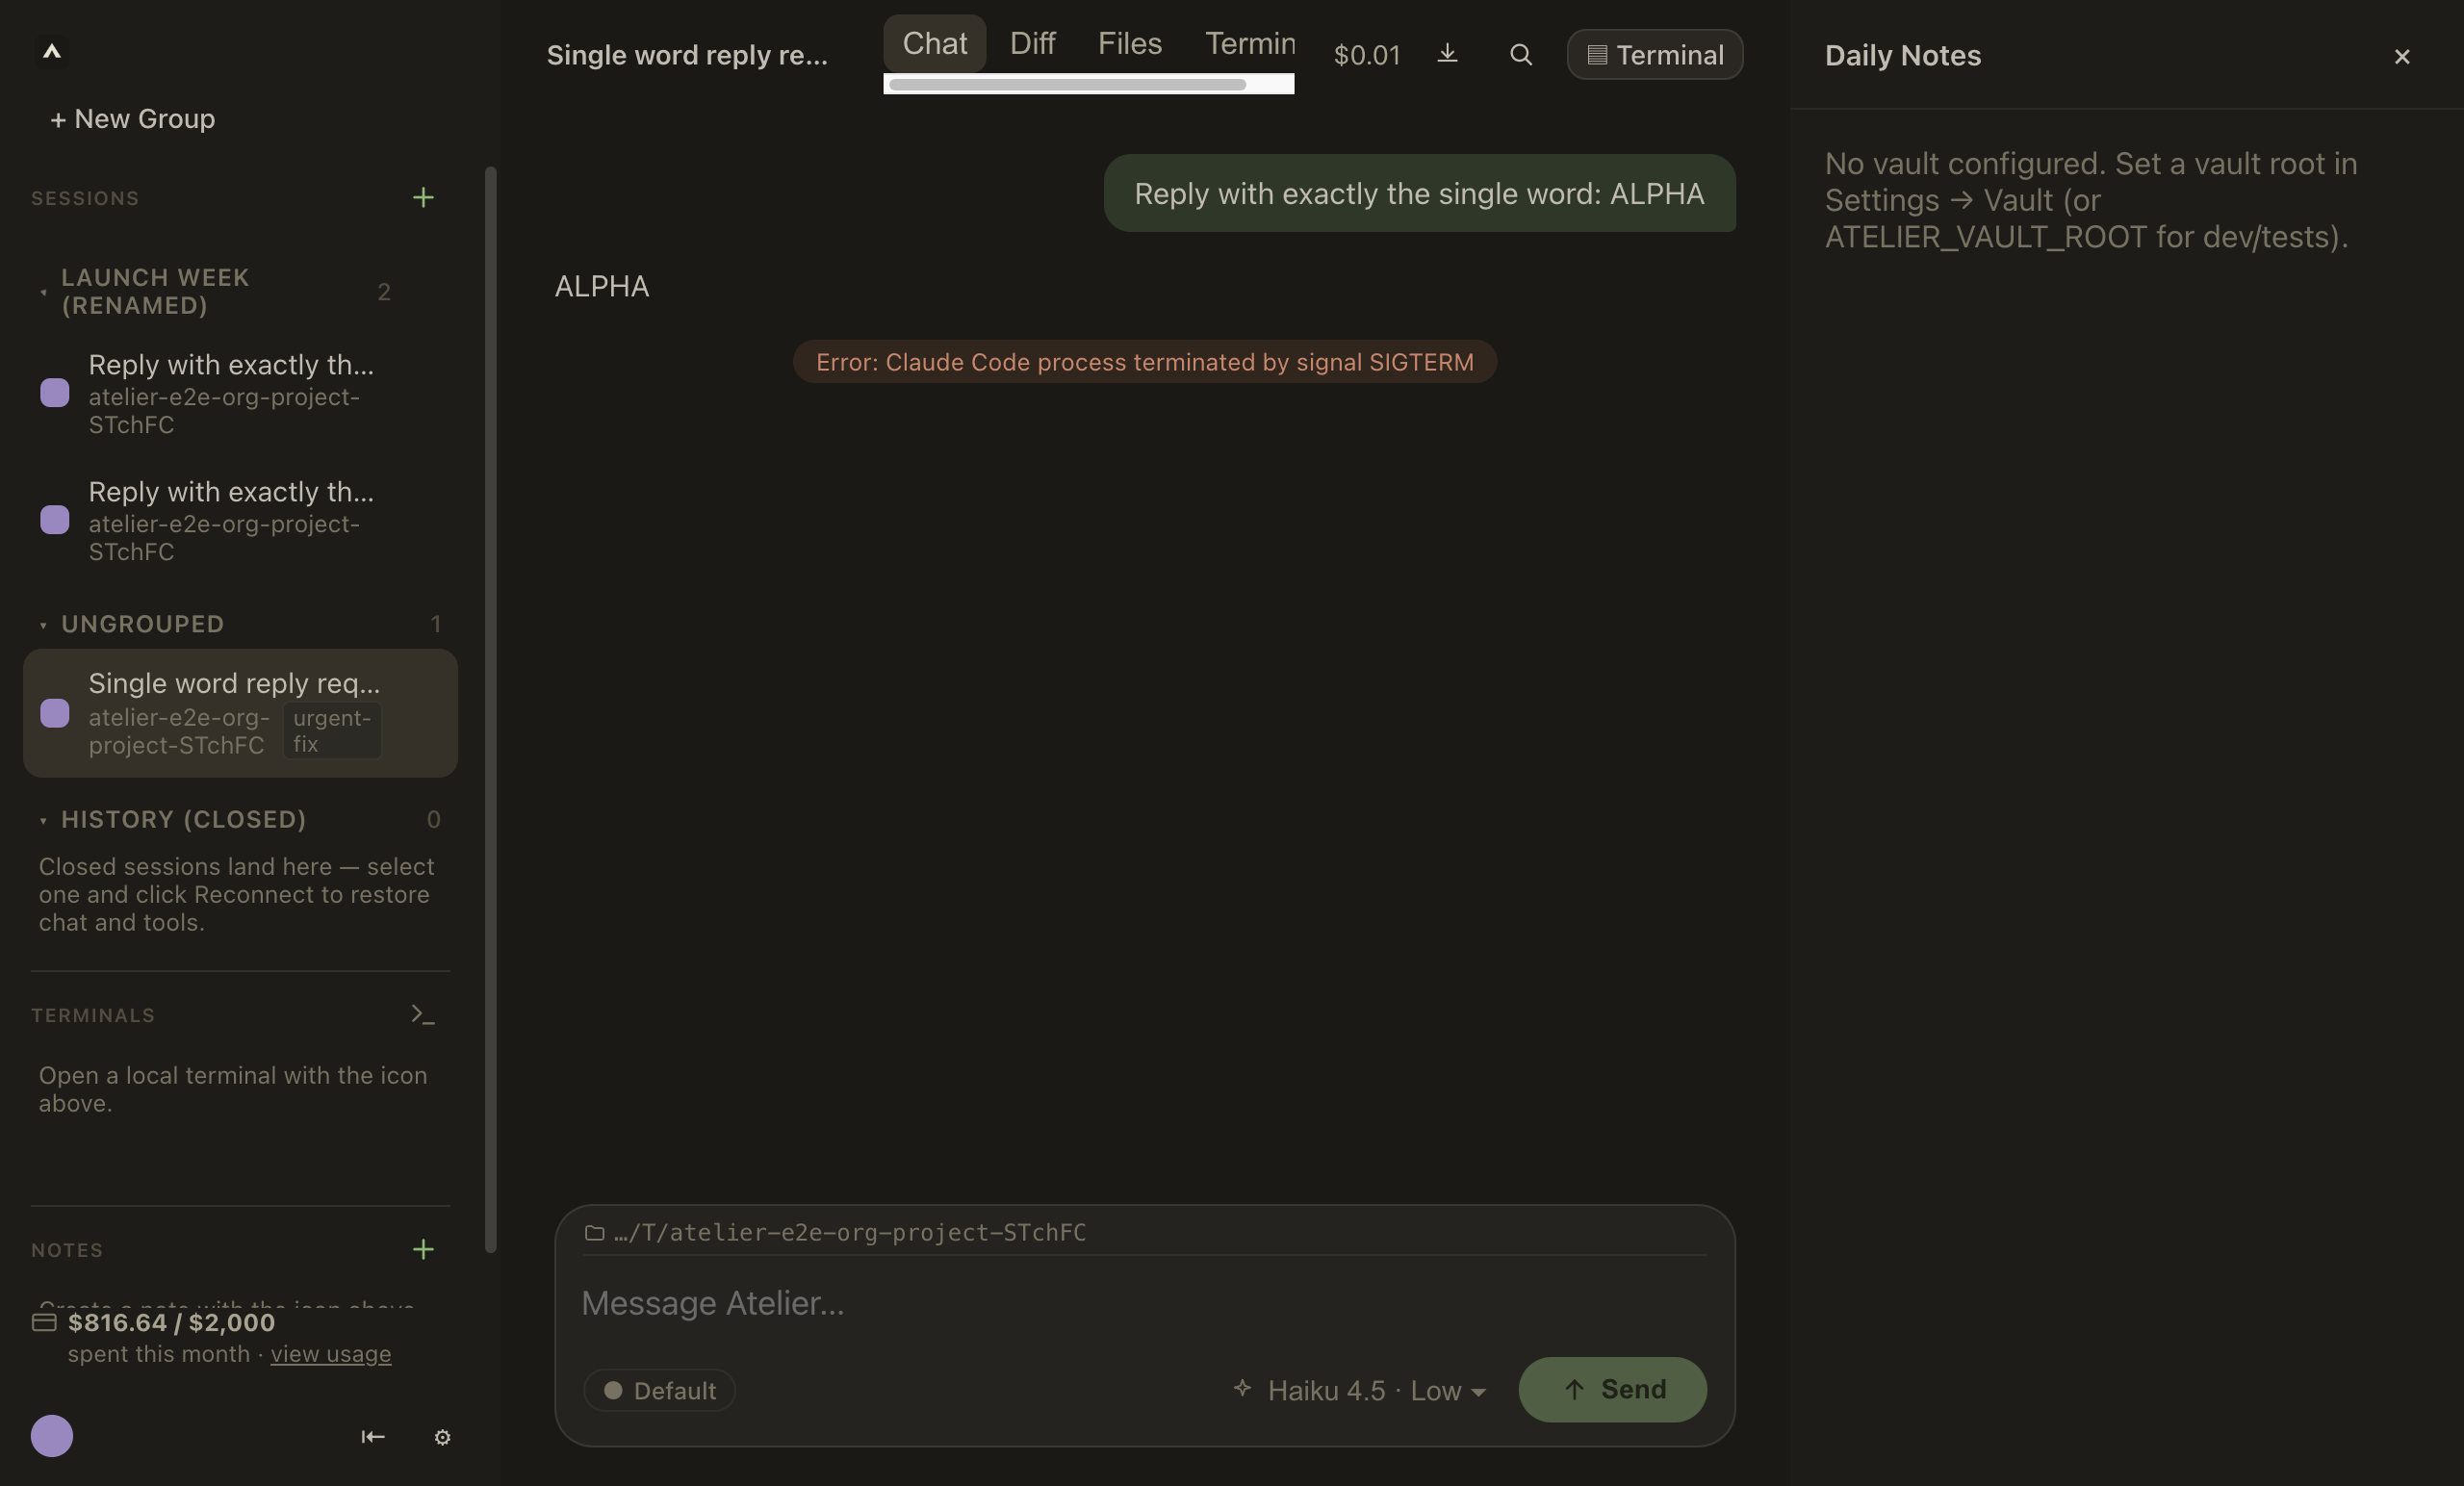 + New Group
SESSIONS
LAUNCH WEEK
(RENAMED)
2
Reply with exactly th...
atelier-e2e-org-project-
STchFC
Reply with exactly th...
atelier-e2e-org-project-
STchFC
UNGROUPED
1
Single word reply req...
atelier-e2e-org-
project-STchFC
urgent-
fix
HISTORY (CLOSED)
0
Closed sessions land here — select
one and click Reconnect to restore
chat and tools.
TERMINALS
Open a local terminal with the icon
above.
NOTES
Create a note with the icon above
$816.64 / $2,000
spent this month · view usage
Single word reply re...
Chat
Diff
Files
Termin
$0.01
Terminal
Reply with exactly the single word: ALPHA
ALPHA
Error: Claude Code process terminated by signal SIGTERM
…/T/atelier-e2e-org-project-STchFC
Message Atelier...
Default
Haiku 4.5 · Low
Send
Daily Notes
No vault configured. Set a vault root in
Settings → Vault (or
ATELIER_VAULT_ROOT for dev/tests).